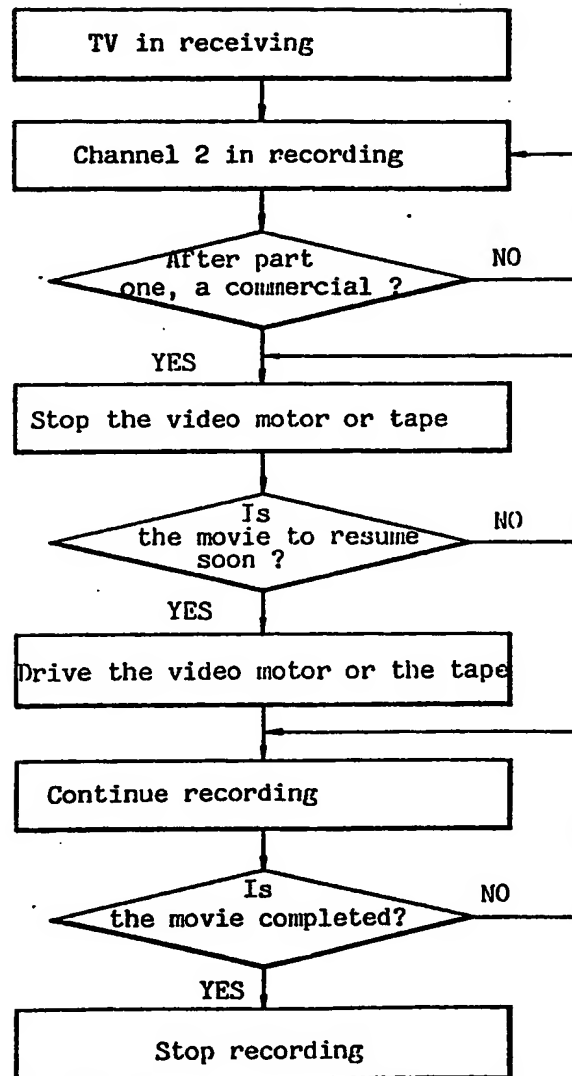 TV in receiving
Channel 2 in recording
After part
one, a commercial ?
NO
YES
Stop the video motor or tape
Is
the movie to resume
soon ?
NO
YES
Drive the video motor or the tape
Continue recording
Is
the movie completed?
NO
YES
Stop recording